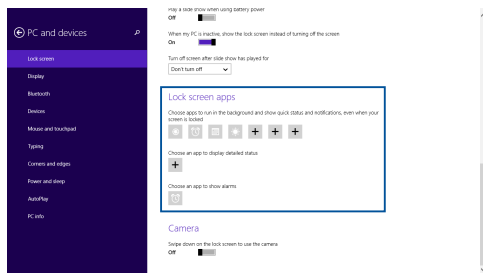 Play a slide show when using battery power
Off
PC and devices
When my PC is inactive, show the lock screen instead of turning off the screen
On
Lock screen
Turn off screen after slide show has played for
Don't turn off
Display
Bluetooth
Devices
Mouse and touchpad
Typing
Corners and edges
Power and sleep
AutoPlay
PC info
Lock screen apps
Choose apps to run in the background and show quick status and notifications, even when your
screen is locked
Choose an app to display detailed status
Choose an app to show alarms
Camera
Swipe down on the lock screen to use the camera
Off